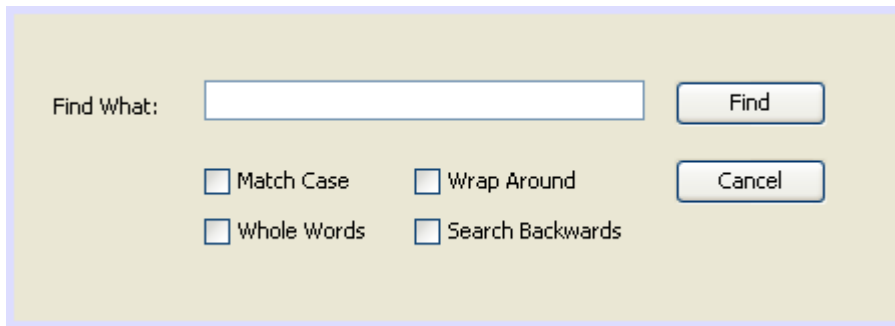 Find What: Find
Match Case Wrap Around Cancel
Whole Words Search Backwards